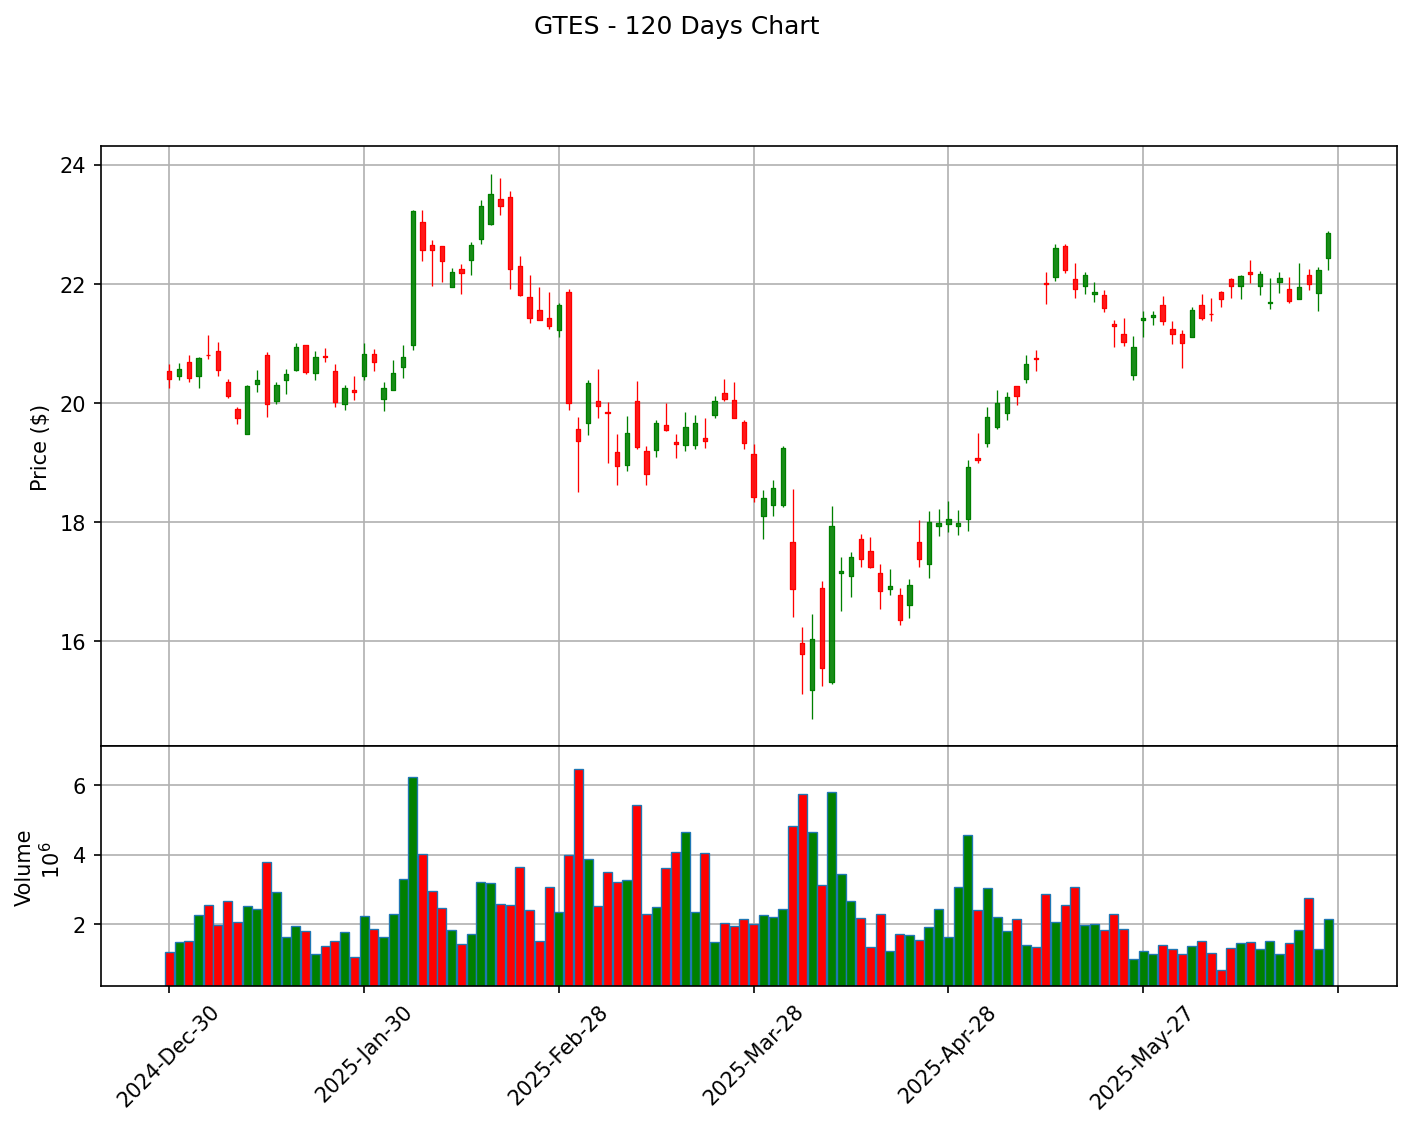 GTES - 120 Days Chart
24
22
20
18
16
Price ($)
6
4
2
Volume
10^6
2024-Dec-30
2025-Jan-30
2025-Feb-28
2025-Mar-28
2025-Apr-28
2025-May-27